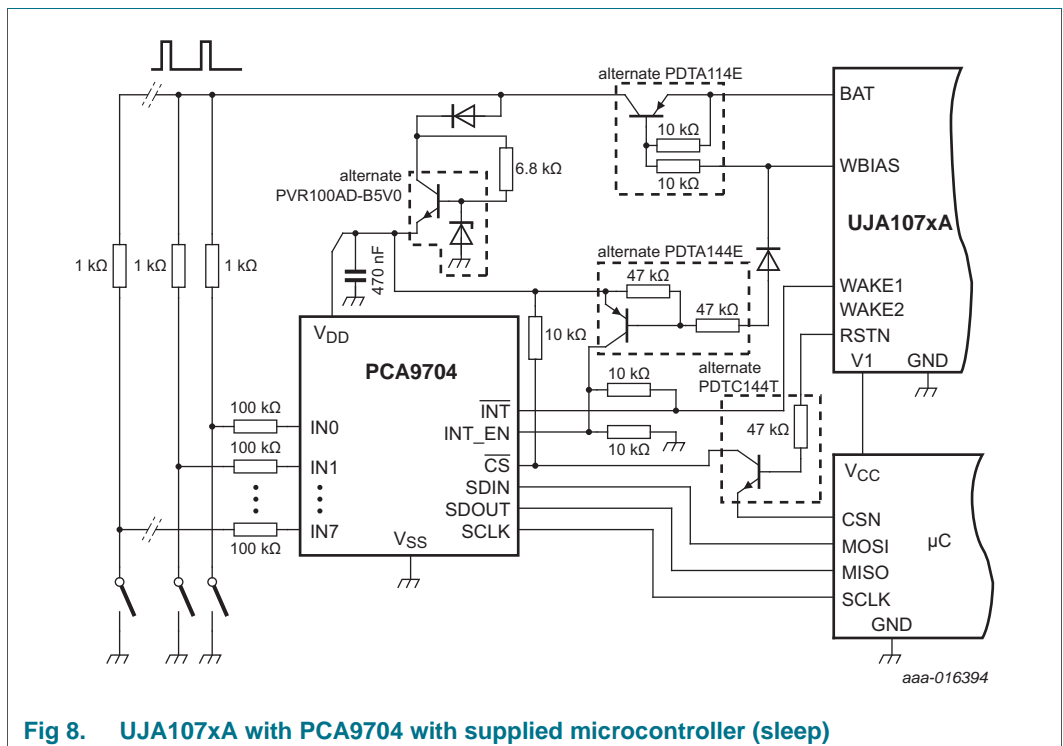 alternate PDTA114E
BAT
10 kΩ
10 kΩ
WBIAS
6.8 kΩ
alternate
PVR100AD-B5V0
UJA107xA
alternate PDTA144E
1 kΩ
1 kΩ
1 kΩ
470 nF
47 kΩ
47 kΩ
WAKE1
WAKE2
RSTN
V1
GND
VDD
10 kΩ
PCA9704
alternate
PDTC144T
10 kΩ
47 kΩ
100 kΩ
IN0
INT
INT_EN
10 kΩ
100 kΩ
IN1
CS
VCC
SDIN
CSN
SDOUT
100 kΩ
IN7
VSS
SCLK
MOSI
µC
MISO
SCLK
GND
aaa-016394
Fig 8. UJA107xA with PCA9704 with supplied microcontroller (sleep)